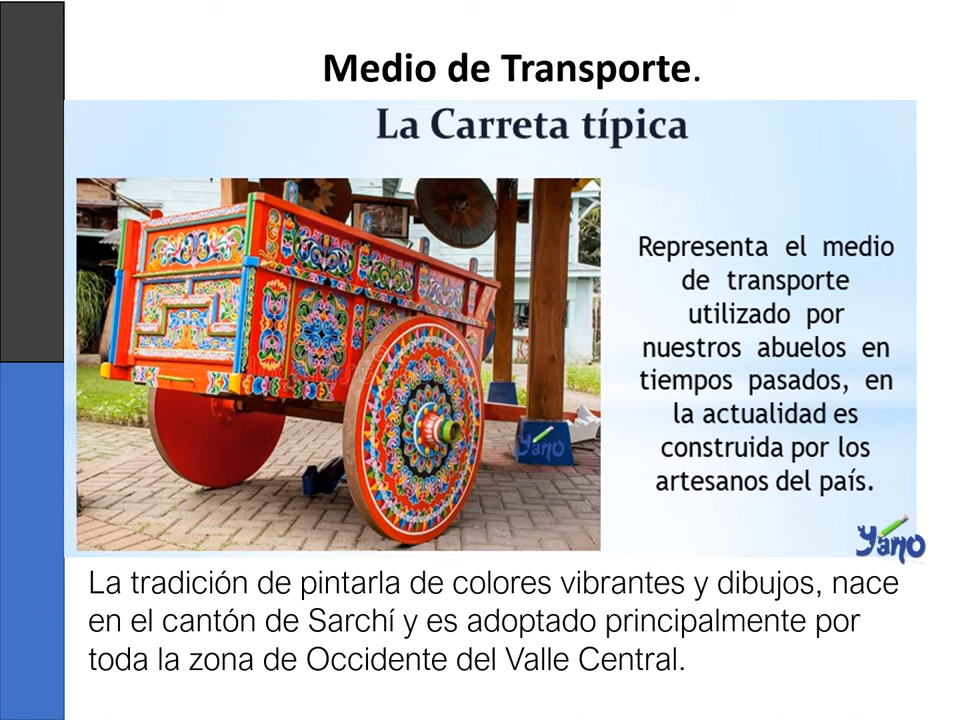 Medio de Transporte.
La Carreta típica
Representa el medio
de transporte
utilizado por
nuestros abuelos en
tiempos pasados, en
la actualidad es
construida por los
artesanos del país.
Yano
Yano
La tradición de pintarla de colores vibrantes y dibujos, nace
en el cantón de Sarchí y es adoptado principalmente por
toda la zona de Occidente del Valle Central.